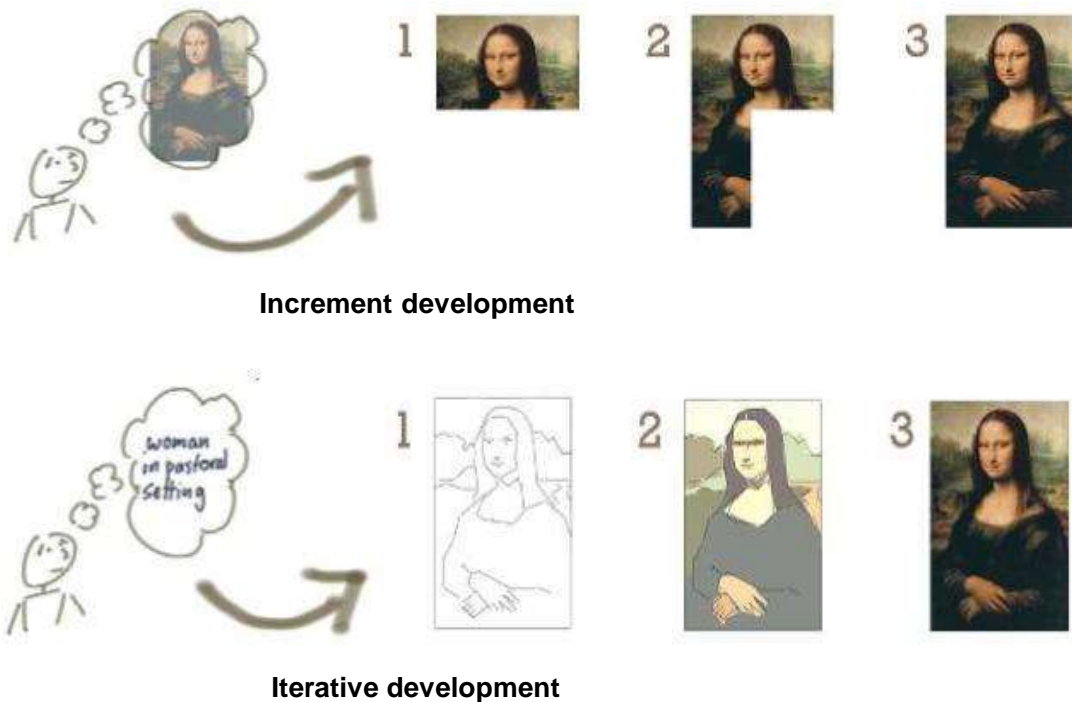 1 2 3
Increment development
woman
in pastoral
setting
1 2 3
Iterative development